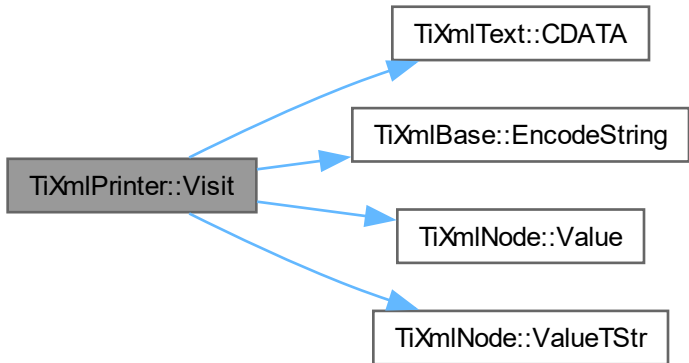 TiXmlText::CDATA
TiXmlBase::EncodeString
TiXmlPrinter::Visit
TiXmlNode::Value
TiXmlNode::ValueTStr